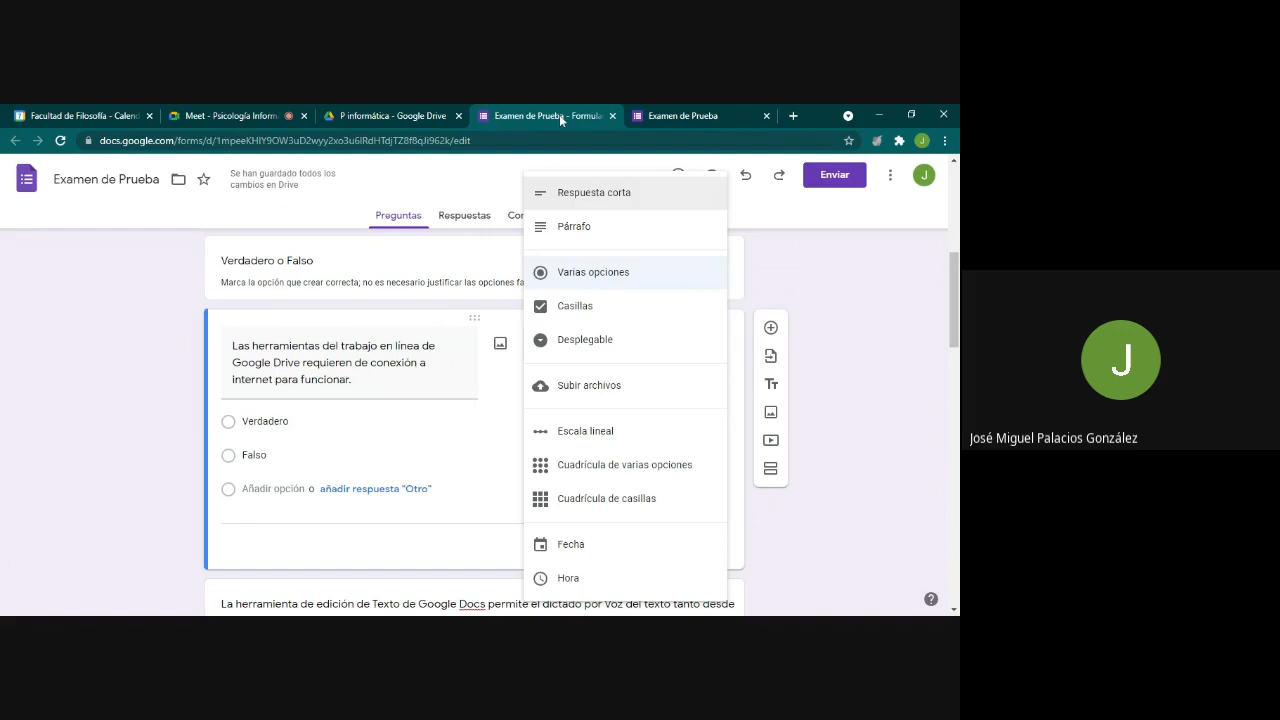 Facultad de Filosofía – Calend
Meet – Psicología Inform
P informática – Google Drive
Examen de Prueba – Formula
Examen de Prueba
docs.google.com/forms/d/1mpeeKHIY9OW3uD2wyy2xo3u6lRdHTdjTZ8f8qJi962k/edit
J
Examen de Prueba
Se han guardado todos los
cambios en Drive
Enviar
J
Preguntas
Respuestas
Con
Verdadero o Falso
Marca la opción que crear correcta; no es necesario justificar las opciones fa
Las herramientas del trabajo en línea de
Google Drive requieren de conexión a
internet para funcionar.
Verdadero
Falso
Añadir opción o añadir respuesta "Otro"
Respuesta corta
Párrafo
Varias opciones
Casillas
Desplegable
Subir archivos
Escala lineal
Cuadrícula de varias opciones
Cuadrícula de casillas
Fecha
Hora
La herramienta de edición de Texto de Google Docs permite el dictado por Voz del texto tanto desde
J
José Miguel Palacios González